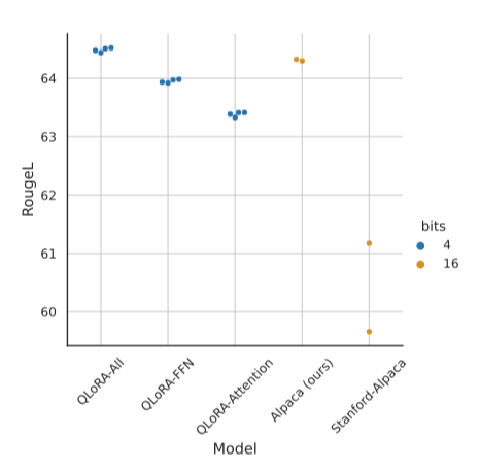 64
63
62
61
60
RougeL
bits
4
16
QLoRA-All
QLoRA-FFN
QLoRA-Attention
Alpaca (ours)
Stanford-Alpaca
Model